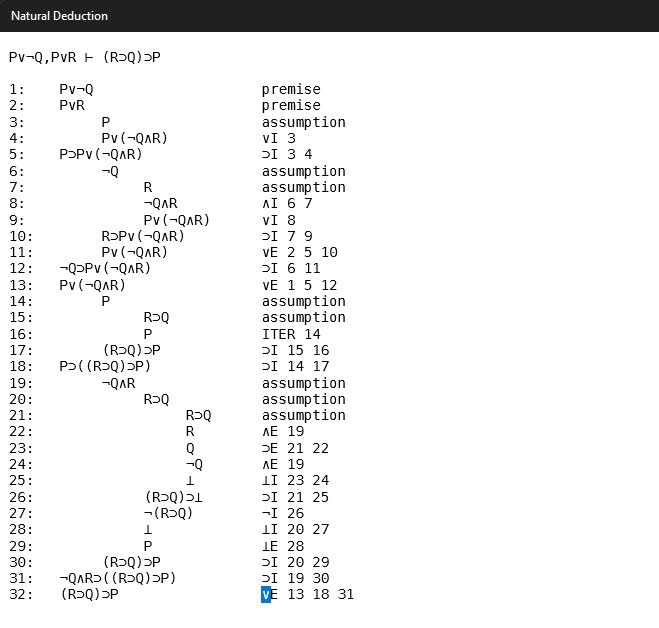 Natural Deduction
P∨¬Q,P∨R ⊢ (R⊃Q)⊃P
1: P∨¬Q premise
2: P∨R premise
3: P assumption
4: P∨(¬Q∧R) ∨I 3
5: P⊃P∨(¬Q∧R) ⊃I 3 4
6: ¬Q assumption
7: R assumption
8: ¬Q∧R ∧I 6 7
9: P∨(¬Q∧R) ∨I 8
10: R⊃P∨(¬Q∧R) ⊃I 7 9
11: P∨(¬Q∧R) ∨E 2 5 10
12: ¬Q⊃P∨(¬Q∧R) ⊃I 6 11
13: P∨(¬Q∧R) ∨E 1 5 12
14: P assumption
15: R⊃Q assumption
16: P ITER 14
17: (R⊃Q)⊃P ⊃I 15 16
18: P⊃((R⊃Q)⊃P) ⊃I 14 17
19: ¬Q∧R assumption
20: R⊃Q assumption
21: R⊃Q assumption
22: R ∧E 19
23: Q ⊃E 21 22
24: ¬Q ∧E 19
25: ⊥ ⊥I 23 24
26: (R⊃Q)⊃⊥ ⊃I 21 25
27: ¬(R⊃Q) ¬I 26
28: ⊥ ⊥I 20 27
29: P ⊥E 28
30: (R⊃Q)⊃P ⊃I 20 29
31: ¬Q∧R⊃((R⊃Q)⊃P) ⊃I 19 30
32: (R⊃Q)⊃P ∨E 13 18 31